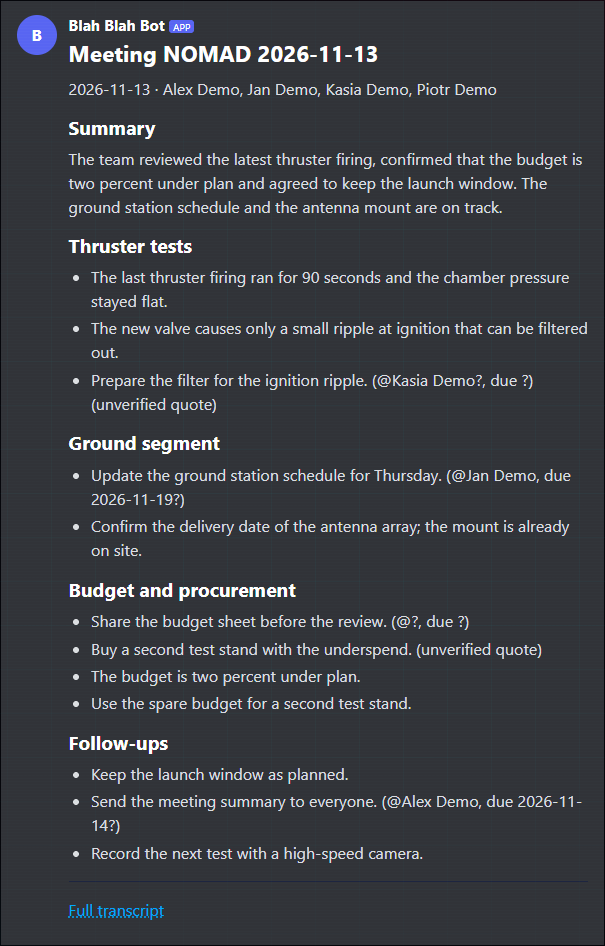 B
Blah Blah Bot APP
Meeting NOMAD 2026-11-13
2026-11-13 · Alex Demo, Jan Demo, Kasia Demo, Piotr Demo
Summary
The team reviewed the latest thruster firing, confirmed that the budget is
two percent under plan and agreed to keep the launch window. The
ground station schedule and the antenna mount are on track.
Thruster tests
• The last thruster firing ran for 90 seconds and the chamber pressure
stayed flat.
• The new valve causes only a small ripple at ignition that can be filtered
out.
• Prepare the filter for the ignition ripple. (@Kasia Demo?, due ?)
(unverified quote)
Ground segment
• Update the ground station schedule for Thursday. (@Jan Demo, due
2026-11-19?)
• Confirm the delivery date of the antenna array; the mount is already
on site.
Budget and procurement
• Share the budget sheet before the review. (@?, due ?)
• Buy a second test stand with the underspend. (unverified quote)
• The budget is two percent under plan.
• Use the spare budget for a second test stand.
Follow-ups
• Keep the launch window as planned.
• Send the meeting summary to everyone. (@Alex Demo, due 2026-11-
14?)
• Record the next test with a high-speed camera.
Full transcript